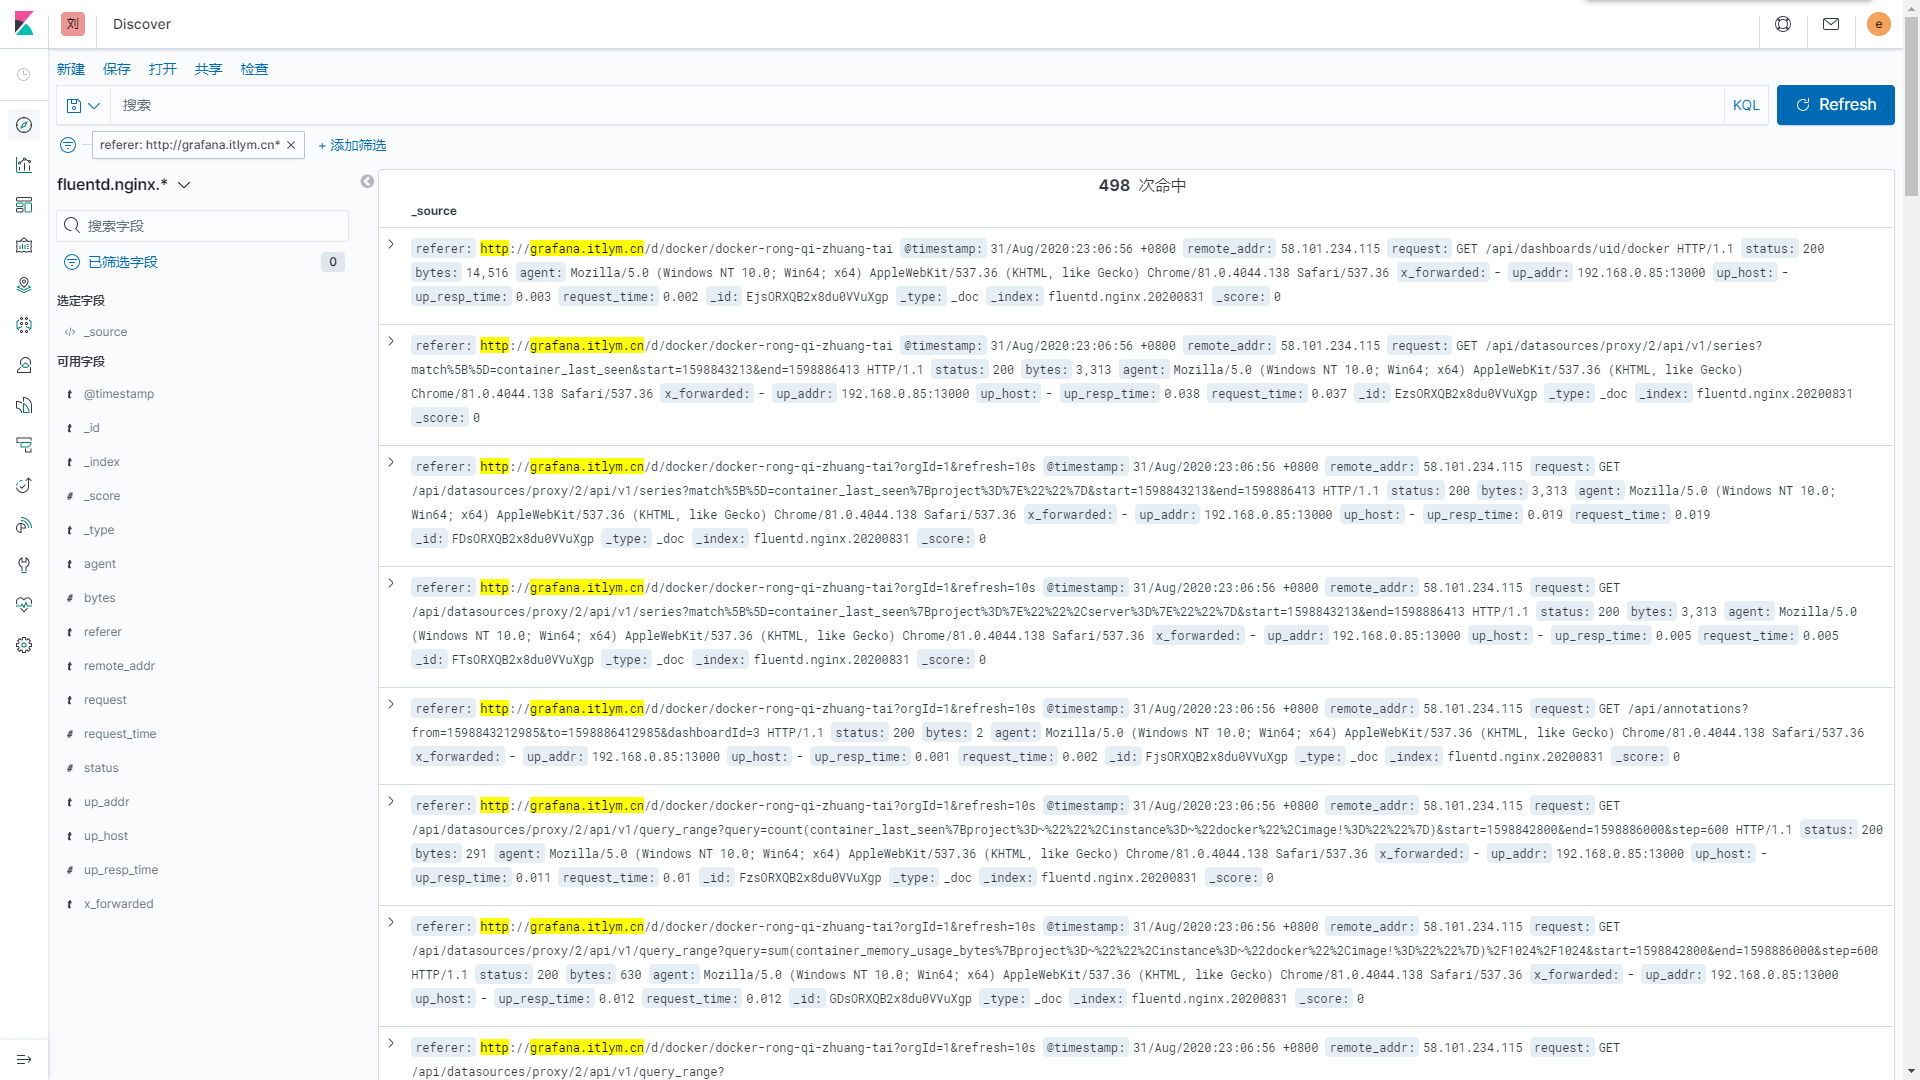 刘
Discover
e
新建 保存 打开 共享 检查
搜索
KQL
Refresh
referer: http://grafana.itlym.cn*
+ 添加筛选
fluentd.nginx.*
搜索字段
已筛选字段 0
选定字段
</> _source
可用字段
t @timestamp
t _id
t _index
# _score
t _type
t agent
# bytes
t referer
t remote_addr
t request
# request_time
# status
t up_addr
t up_host
# up_resp_time
t x_forwarded
498 次命中
_source
referer: http://grafana.itlym.cn/d/docker/docker-rong-qi-zhuang-tai @timestamp: 31/Aug/2020:23:06:56 +0800 remote_addr: 58.101.234.115 request: GET /api/dashboards/uid/docker HTTP/1.1 status: 200
bytes: 14,516 agent: Mozilla/5.0 (Windows NT 10.0; Win64; x64) AppleWebKit/537.36 (KHTML, like Gecko) Chrome/81.0.4044.138 Safari/537.36 x_forwarded: - up_addr: 192.168.0.85:13000 up_host: -
up_resp_time: 0.003 request_time: 0.002 _id: EjsORXQB2x8du0VVuXgp _type: _doc _index: fluentd.nginx.20200831 _score: 0
referer: http://grafana.itlym.cn/d/docker/docker-rong-qi-zhuang-tai @timestamp: 31/Aug/2020:23:06:56 +0800 remote_addr: 58.101.234.115 request: GET /api/datasources/proxy/2/api/v1/series?
match%5B%5D=container_last_seen&start=1598843213&end=1598886413 HTTP/1.1 status: 200 bytes: 3,313 agent: Mozilla/5.0 (Windows NT 10.0; Win64; x64) AppleWebKit/537.36 (KHTML, like Gecko)
Chrome/81.0.4044.138 Safari/537.36 x_forwarded: - up_addr: 192.168.0.85:13000 up_host: - up_resp_time: 0.038 request_time: 0.037 _id: EzsORXQB2x8du0VVuXgp _type: _doc _index: fluentd.nginx.20200831
_score: 0
referer: http://grafana.itlym.cn/d/docker/docker-rong-qi-zhuang-tai?orgId=1&refresh=10s @timestamp: 31/Aug/2020:23:06:56 +0800 remote_addr: 58.101.234.115 request: GET
/api/datasources/proxy/2/api/v1/series?match%5B%5D=container_last_seen%7Bproject%3D%7E%22%22%7D&start=1598843213&end=1598886413 HTTP/1.1 status: 200 bytes: 3,313 agent: Mozilla/5.0 (Windows NT 10.0;
Win64; x64) AppleWebKit/537.36 (KHTML, like Gecko) Chrome/81.0.4044.138 Safari/537.36 x_forwarded: - up_addr: 192.168.0.85:13000 up_host: - up_resp_time: 0.019 request_time: 0.019
_id: FDsORXQB2x8du0VVuXgp _type: _doc _index: fluentd.nginx.20200831 _score: 0
referer: http://grafana.itlym.cn/d/docker/docker-rong-qi-zhuang-tai?orgId=1&refresh=10s @timestamp: 31/Aug/2020:23:06:56 +0800 remote_addr: 58.101.234.115 request: GET
/api/datasources/proxy/2/api/v1/series?match%5B%5D=container_last_seen%7Bproject%3D%7E%22%22%2Cserver%3D%7E%22%22%7D&start=1598843213&end=1598886413 HTTP/1.1 status: 200 bytes: 3,313 agent: Mozilla/5.0
(Windows NT 10.0; Win64; x64) AppleWebKit/537.36 (KHTML, like Gecko) Chrome/81.0.4044.138 Safari/537.36 x_forwarded: - up_addr: 192.168.0.85:13000 up_host: - up_resp_time: 0.005 request_time: 0.005
_id: FTsORXQB2x8du0VVuXgp _type: _doc _index: fluentd.nginx.20200831 _score: 0
referer: http://grafana.itlym.cn/d/docker/docker-rong-qi-zhuang-tai?orgId=1&refresh=10s @timestamp: 31/Aug/2020:23:06:56 +0800 remote_addr: 58.101.234.115 request: GET /api/annotations?
from=1598843212985&to=1598886412985&dashboardId=3 HTTP/1.1 status: 200 bytes: 2 agent: Mozilla/5.0 (Windows NT 10.0; Win64; x64) AppleWebKit/537.36 (KHTML, like Gecko) Chrome/81.0.4044.138 Safari/537.36
x_forwarded: - up_addr: 192.168.0.85:13000 up_host: - up_resp_time: 0.001 request_time: 0.002 _id: FjsORXQB2x8du0VVuXgp _type: _doc _index: fluentd.nginx.20200831 _score: 0
referer: http://grafana.itlym.cn/d/docker/docker-rong-qi-zhuang-tai?orgId=1&refresh=10s @timestamp: 31/Aug/2020:23:06:56 +0800 remote_addr: 58.101.234.115 request: GET
/api/datasources/proxy/2/api/v1/query_range?query=count(container_last_seen%7Bproject%3D~%22%22%2Cinstance%3D~%22docker%22%2Cimage!%3D%22%22%7D)&start=1598842800&end=1598886000&step=600 HTTP/1.1 status: 200
bytes: 291 agent: Mozilla/5.0 (Windows NT 10.0; Win64; x64) AppleWebKit/537.36 (KHTML, like Gecko) Chrome/81.0.4044.138 Safari/537.36 x_forwarded: - up_addr: 192.168.0.85:13000 up_host: -
up_resp_time: 0.011 request_time: 0.01 _id: FzsORXQB2x8du0VVuXgp _type: _doc _index: fluentd.nginx.20200831 _score: 0
referer: http://grafana.itlym.cn/d/docker/docker-rong-qi-zhuang-tai?orgId=1&refresh=10s @timestamp: 31/Aug/2020:23:06:56 +0800 remote_addr: 58.101.234.115 request: GET
/api/datasources/proxy/2/api/v1/query_range?query=sum(container_memory_usage_bytes%7Bproject%3D~%22%22%2Cinstance%3D~%22docker%22%2Cimage!%3D%22%22%7D)%2F1024%2F1024&start=1598842800&end=1598886000&step=600
HTTP/1.1 status: 200 bytes: 630 agent: Mozilla/5.0 (Windows NT 10.0; Win64; x64) AppleWebKit/537.36 (KHTML, like Gecko) Chrome/81.0.4044.138 Safari/537.36 x_forwarded: - up_addr: 192.168.0.85:13000
up_host: - up_resp_time: 0.012 request_time: 0.012 _id: GDsORXQB2x8du0VVuXgp _type: _doc _index: fluentd.nginx.20200831 _score: 0
referer: http://grafana.itlym.cn/d/docker/docker-rong-qi-zhuang-tai?orgId=1&refresh=10s @timestamp: 31/Aug/2020:23:06:56 +0800 remote_addr: 58.101.234.115 request: GET
/api/datasources/proxy/2/api/v1/query_range?